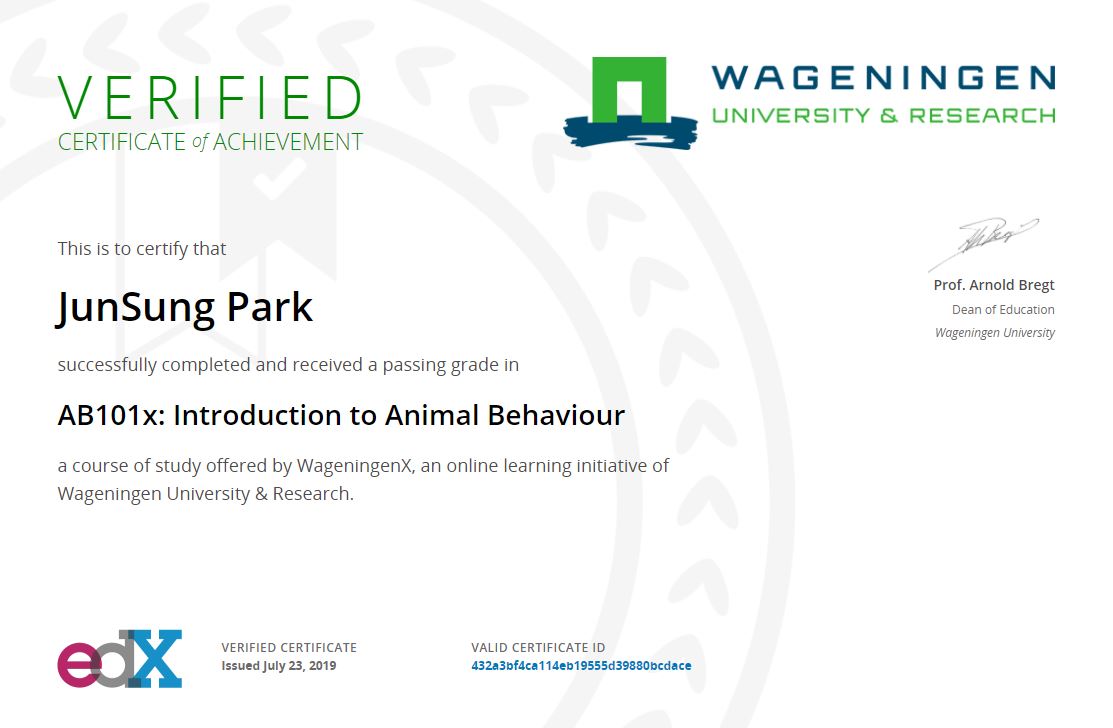 VERIFIED
CERTIFICATE of ACHIEVEMENT
WAGENINGEN
UNIVERSITY & RESEARCH
This is to certify that
JunSung Park
successfully completed and received a passing grade in
AB101x: Introduction to Animal Behaviour
a course of study offered by WageningenX, an online learning initiative of
Wageningen University & Research.
Prof. Arnold Bregt
Dean of Education
Wageningen University
edX
VERIFIED CERTIFICATE
Issued July 23, 2019
VALID CERTIFICATE ID
432a3bf4ca114eb19555d39880bcdace